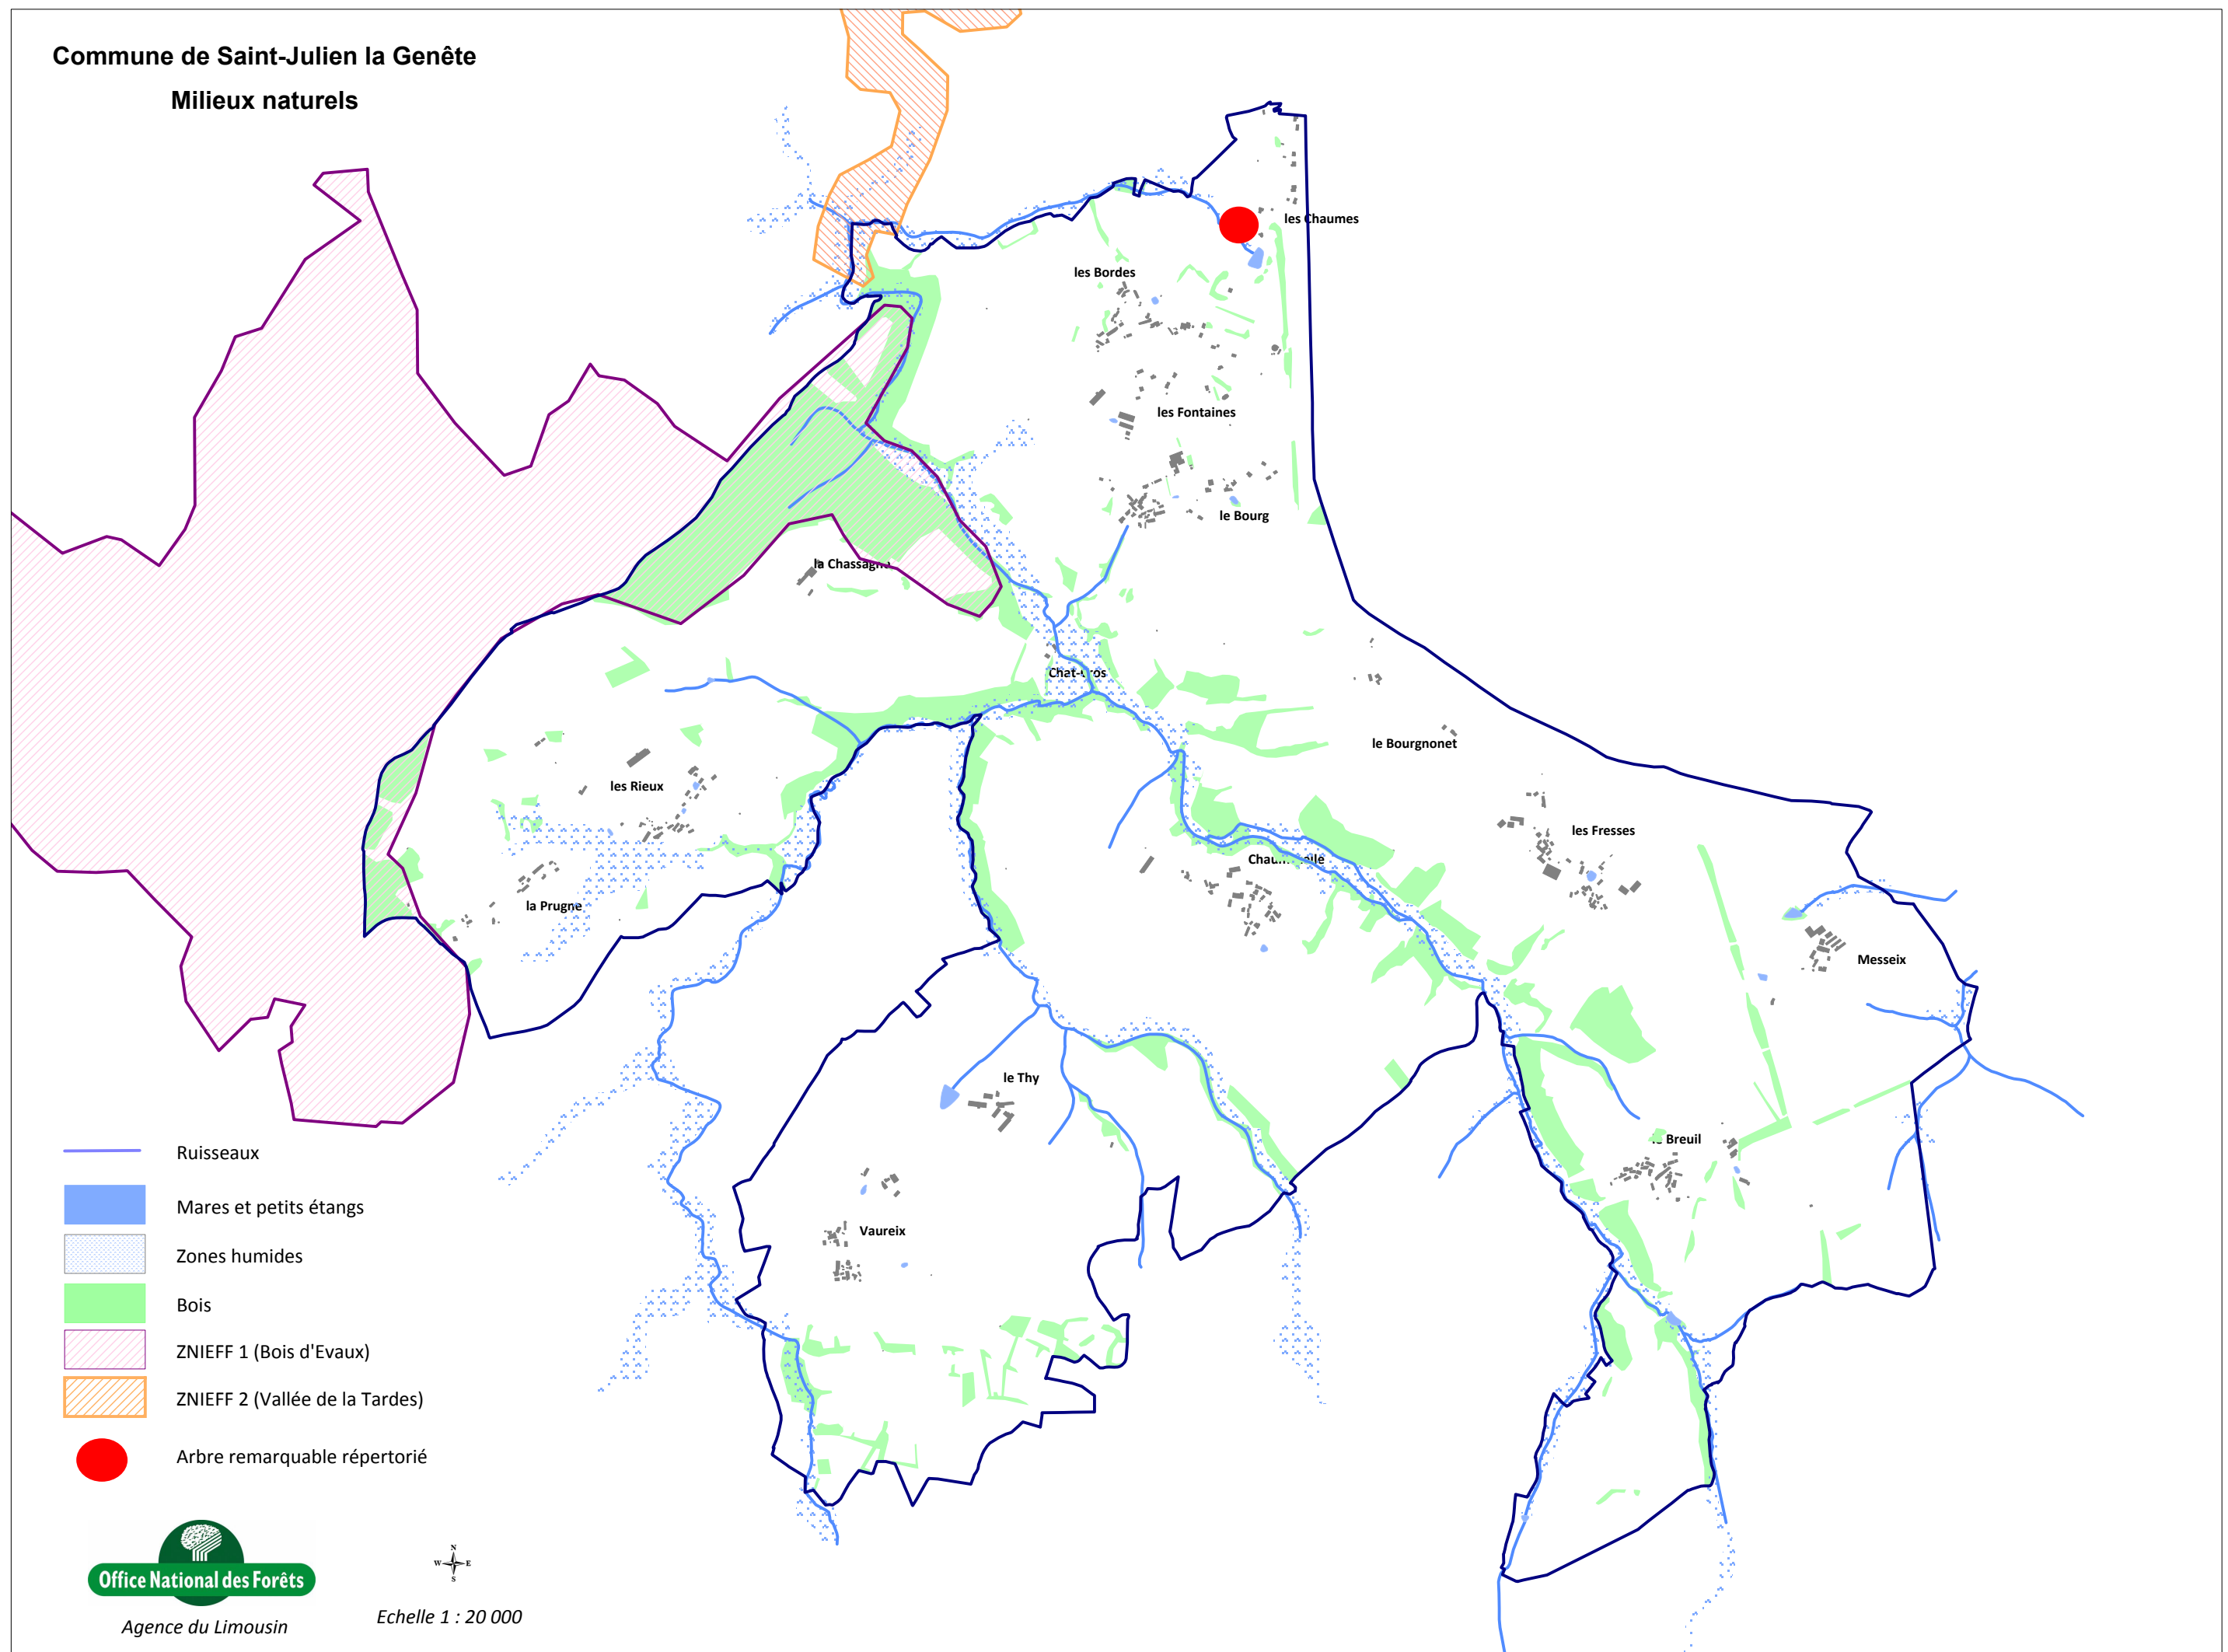 Commune de Saint-Julien la Genête
Milieux naturels
les Chaumes
les Bordes
les Fontaines
le Bourg
la Chassagne
le Bourgnonet
les Rieux
les Fresses
la Prugne
Messeix
le Thy
le Breuil
Vaureix
Ruisseaux
Mares et petits étangs
Zones humides
Bois
ZNIEFF 1 (Bois d'Evaux)
ZNIEFF 2 (Vallée de la Tardes)
Arbre remarquable répertorié
Office National des Forêts
Agence du Limousin
N
W E
S
Echelle 1 : 20 000